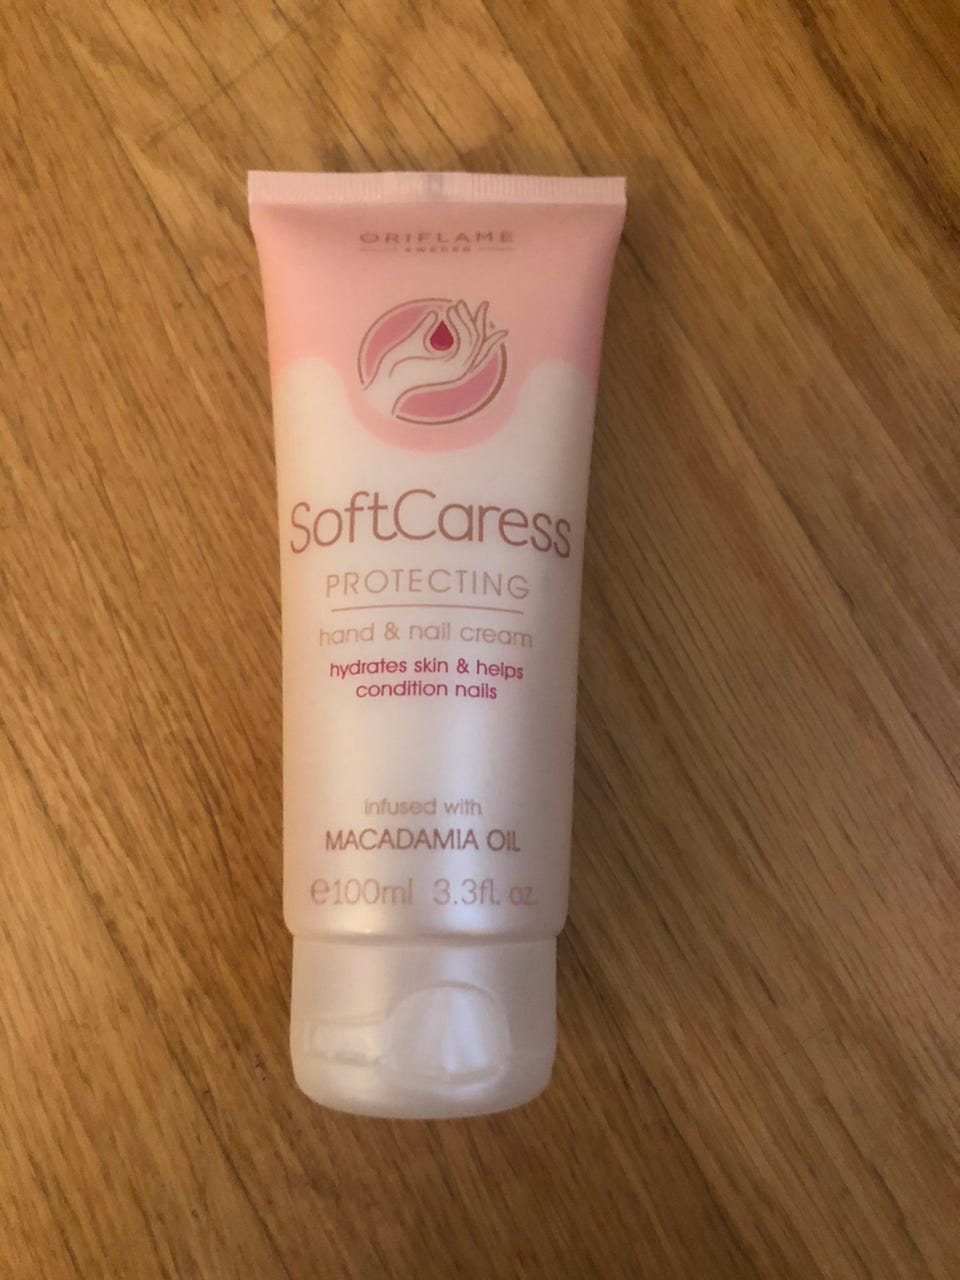 ORIFLAME
SWEDEN
SoftCaress
PROTECTING
hand & nail cream
hydrates skin & helps
condition nails
infused with
MACADAMIA OIL
e100ml 3.3fl. oz.